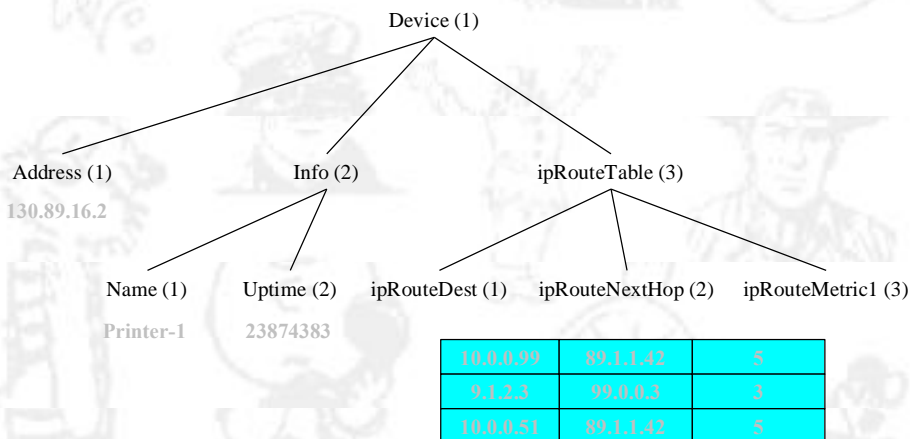 Device (1)
Address (1) Info (2) ipRouteTable (3)
130.89.16.2
Name (1) Uptime (2) ipRouteDest (1) ipRouteNextHop (2) ipRouteMetric1 (3)
Printer-1 23874383
10.0.0.99 89.1.1.42 5
9.1.2.3 99.0.0.3 3
10.0.0.51 89.1.1.42 5